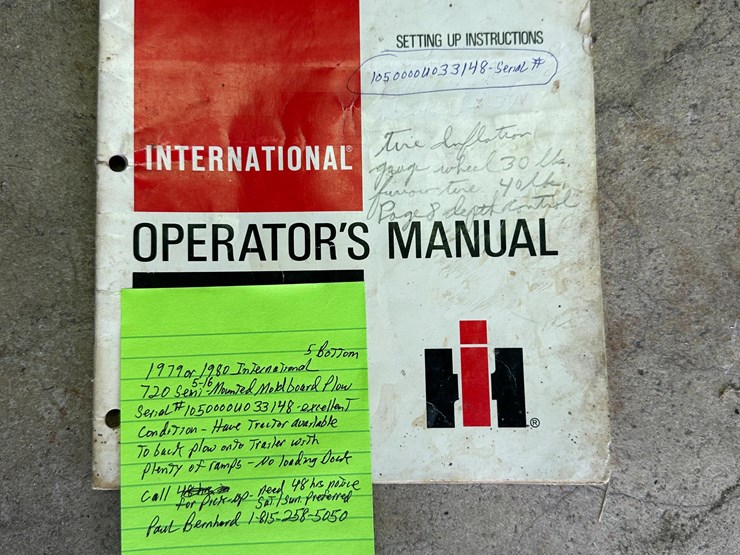 SETTING UP INSTRUCTIONS
1050000U033148-Serial #
INTERNATIONAL®
tire Inflation
gauge wheel 30 lbs.
furrow tire 40 lbs.
Page 8 depth control
OPERATOR'S MANUAL
IH®
5 Bottom
1979 or 1980 International
5-16
720 Semi-Mounted Moldboard Plow
Serial # 1050000U033148-excellent
Condition - Have Tractor available
To back plow onto Trailer with
plenty of ramps - No loading Dock
Call need 48 hrs notice
for pick-up - Sat/Sun. preferred
Paul Bernhard 1-815-258-5050